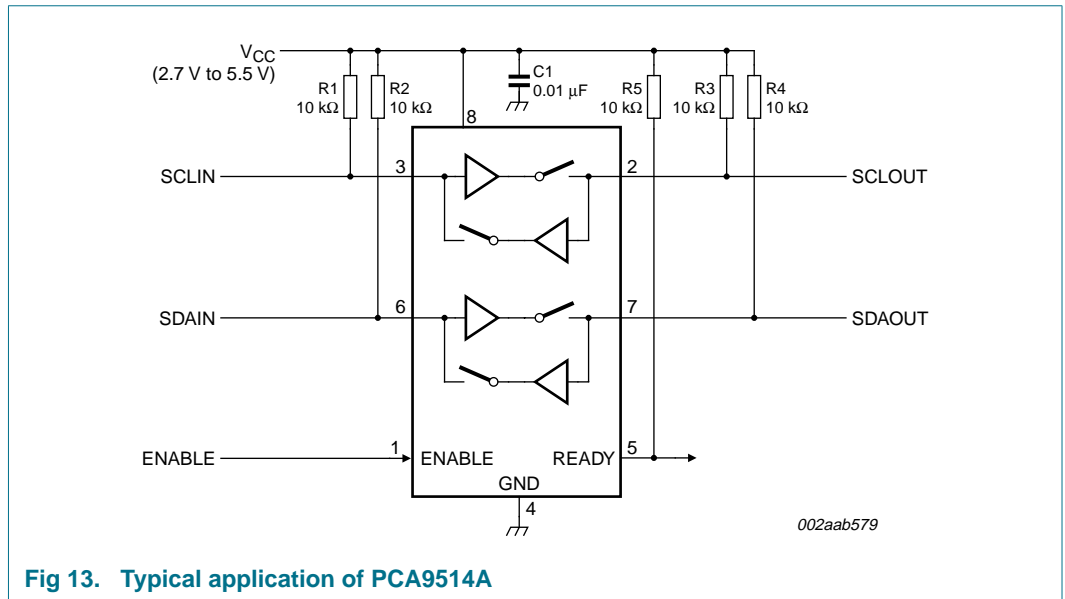 VCC
(2.7 V to 5.5 V)
R1
10 kΩ
R2
10 kΩ
C1
0.01 μF
R5
10 kΩ
R3
10 kΩ
R4
10 kΩ
8
SCLIN
3
2
SCLOUT
SDAIN
6
7
SDAOUT
ENABLE
1
ENABLE
READY
5
GND
4
002aab579
Fig 13. Typical application of PCA9514A